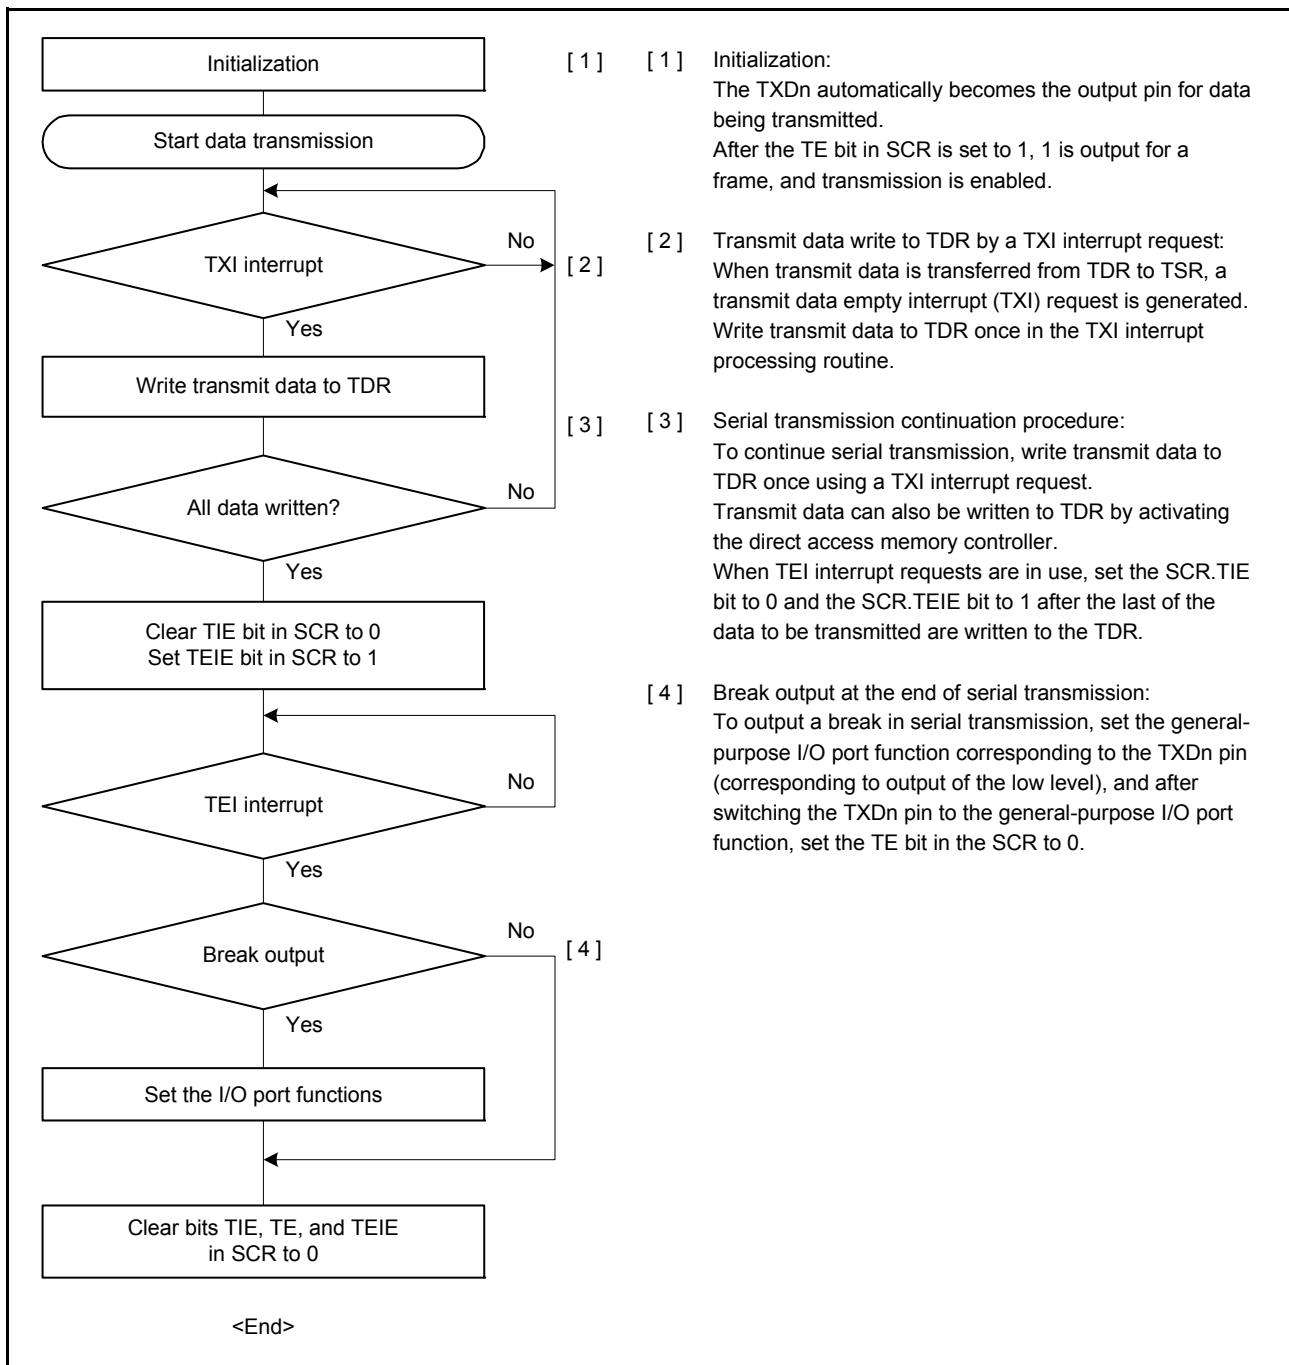 Initialization
[ 1 ]
Start data transmission
TXI interrupt
No
[ 2 ]
Yes
Write transmit data to TDR
[ 3 ]
All data written?
No
Yes
Clear TIE bit in SCR to 0
Set TEIE bit in SCR to 1
TEI interrupt
No
Yes
Break output
No
[ 4 ]
Yes
Set the I/O port functions
Clear bits TIE, TE, and TEIE
in SCR to 0
<End>
[ 1 ] Initialization:
The TXDn automatically becomes the output pin for data
being transmitted.
After the TE bit in SCR is set to 1, 1 is output for a
frame, and transmission is enabled.
[ 2 ] Transmit data write to TDR by a TXI interrupt request:
When transmit data is transferred from TDR to TSR, a
transmit data empty interrupt (TXI) request is generated.
Write transmit data to TDR once in the TXI interrupt
processing routine.
[ 3 ] Serial transmission continuation procedure:
To continue serial transmission, write transmit data to
TDR once using a TXI interrupt request.
Transmit data can also be written to TDR by activating
the direct access memory controller.
When TEI interrupt requests are in use, set the SCR.TIE
bit to 0 and the SCR.TEIE bit to 1 after the last of the
data to be transmitted are written to the TDR.
[ 4 ] Break output at the end of serial transmission:
To output a break in serial transmission, set the general-
purpose I/O port function corresponding to the TXDn pin
(corresponding to output of the low level), and after
switching the TXDn pin to the general-purpose I/O port
function, set the TE bit in the SCR to 0.